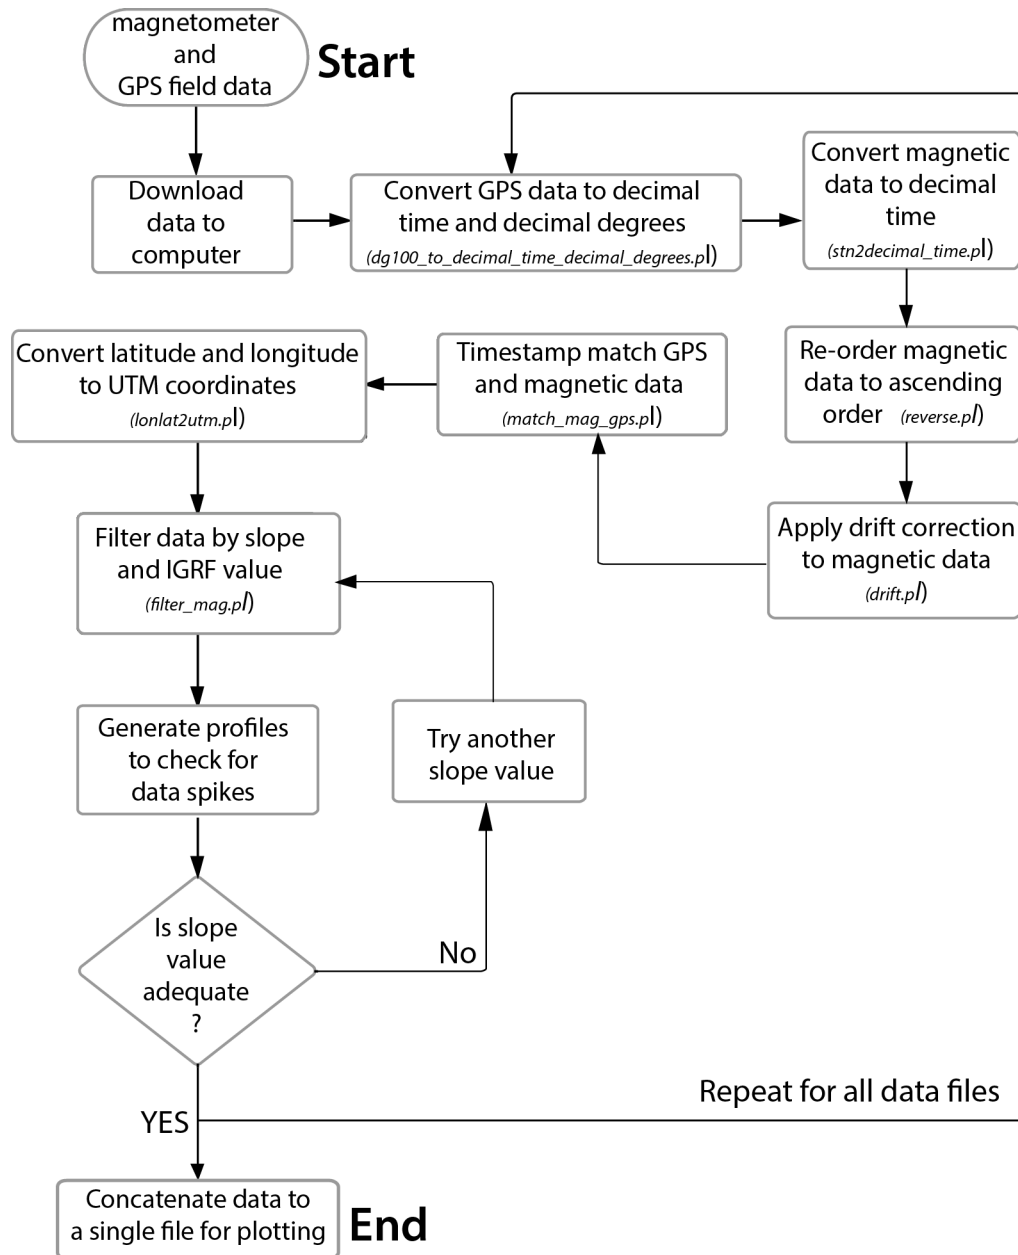 magnetometer
and
GPS field data
Start
Download
data to
computer
Convert GPS data to decimal
time and decimal degrees
(dg100_to_decimal_time_decimal_degrees.pl)
Convert magnetic
data to decimal
time
(stn2decimal_time.pl)
Re-order magnetic
data to ascending
order (reverse.pl)
Apply drift correction
to magnetic data
(drift.pl)
Timestamp match GPS
and magnetic data
(match_mag_gps.pl)
Convert latitude and longitude
to UTM coordinates
(lonlat2utm.pl)
Filter data by slope
and IGRF value
(filter_mag.pl)
Generate profiles
to check for
data spikes
Is slope
value
adequate
?
No
Try another
slope value
YES
Repeat for all data files
Concatenate data to
a single file for plotting
End